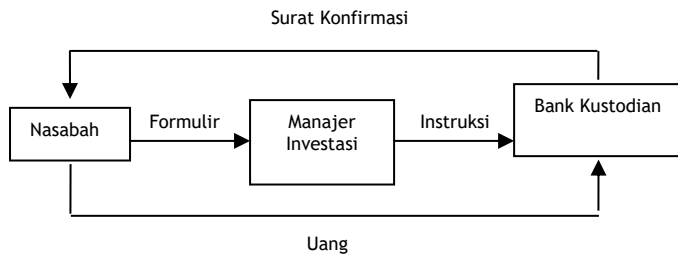 Surat Konfirmasi
Nasabah
Formulir
Manajer
Investasi
Instruksi
Bank Kustodian
Uang